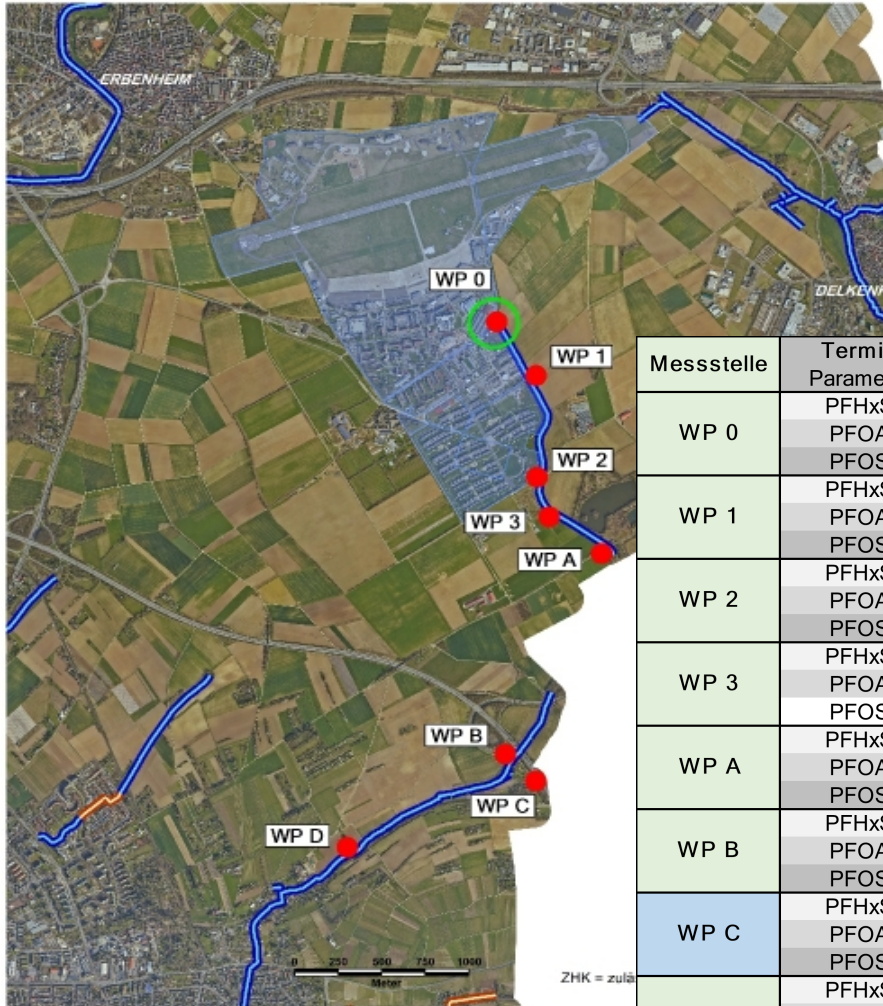 ERBENHEIM
WP 0
DELKENH
WP 1
WP 2
WP 3
WP A
WP B
WP C
WP D
0 250 500 750 1000
Meter
ZHK = zulä
Messstelle Termi
Parame
WP 0 PFHxS
PFOA
PFOS
WP 1 PFHxS
PFOA
PFOS
WP 2 PFHxS
PFOA
PFOS
WP 3 PFHxS
PFOA
PFOS
WP A PFHxS
PFOA
PFOS
WP B PFHxS
PFOA
PFOS
WP C PFHxS
PFOA
PFOS
PFHxS